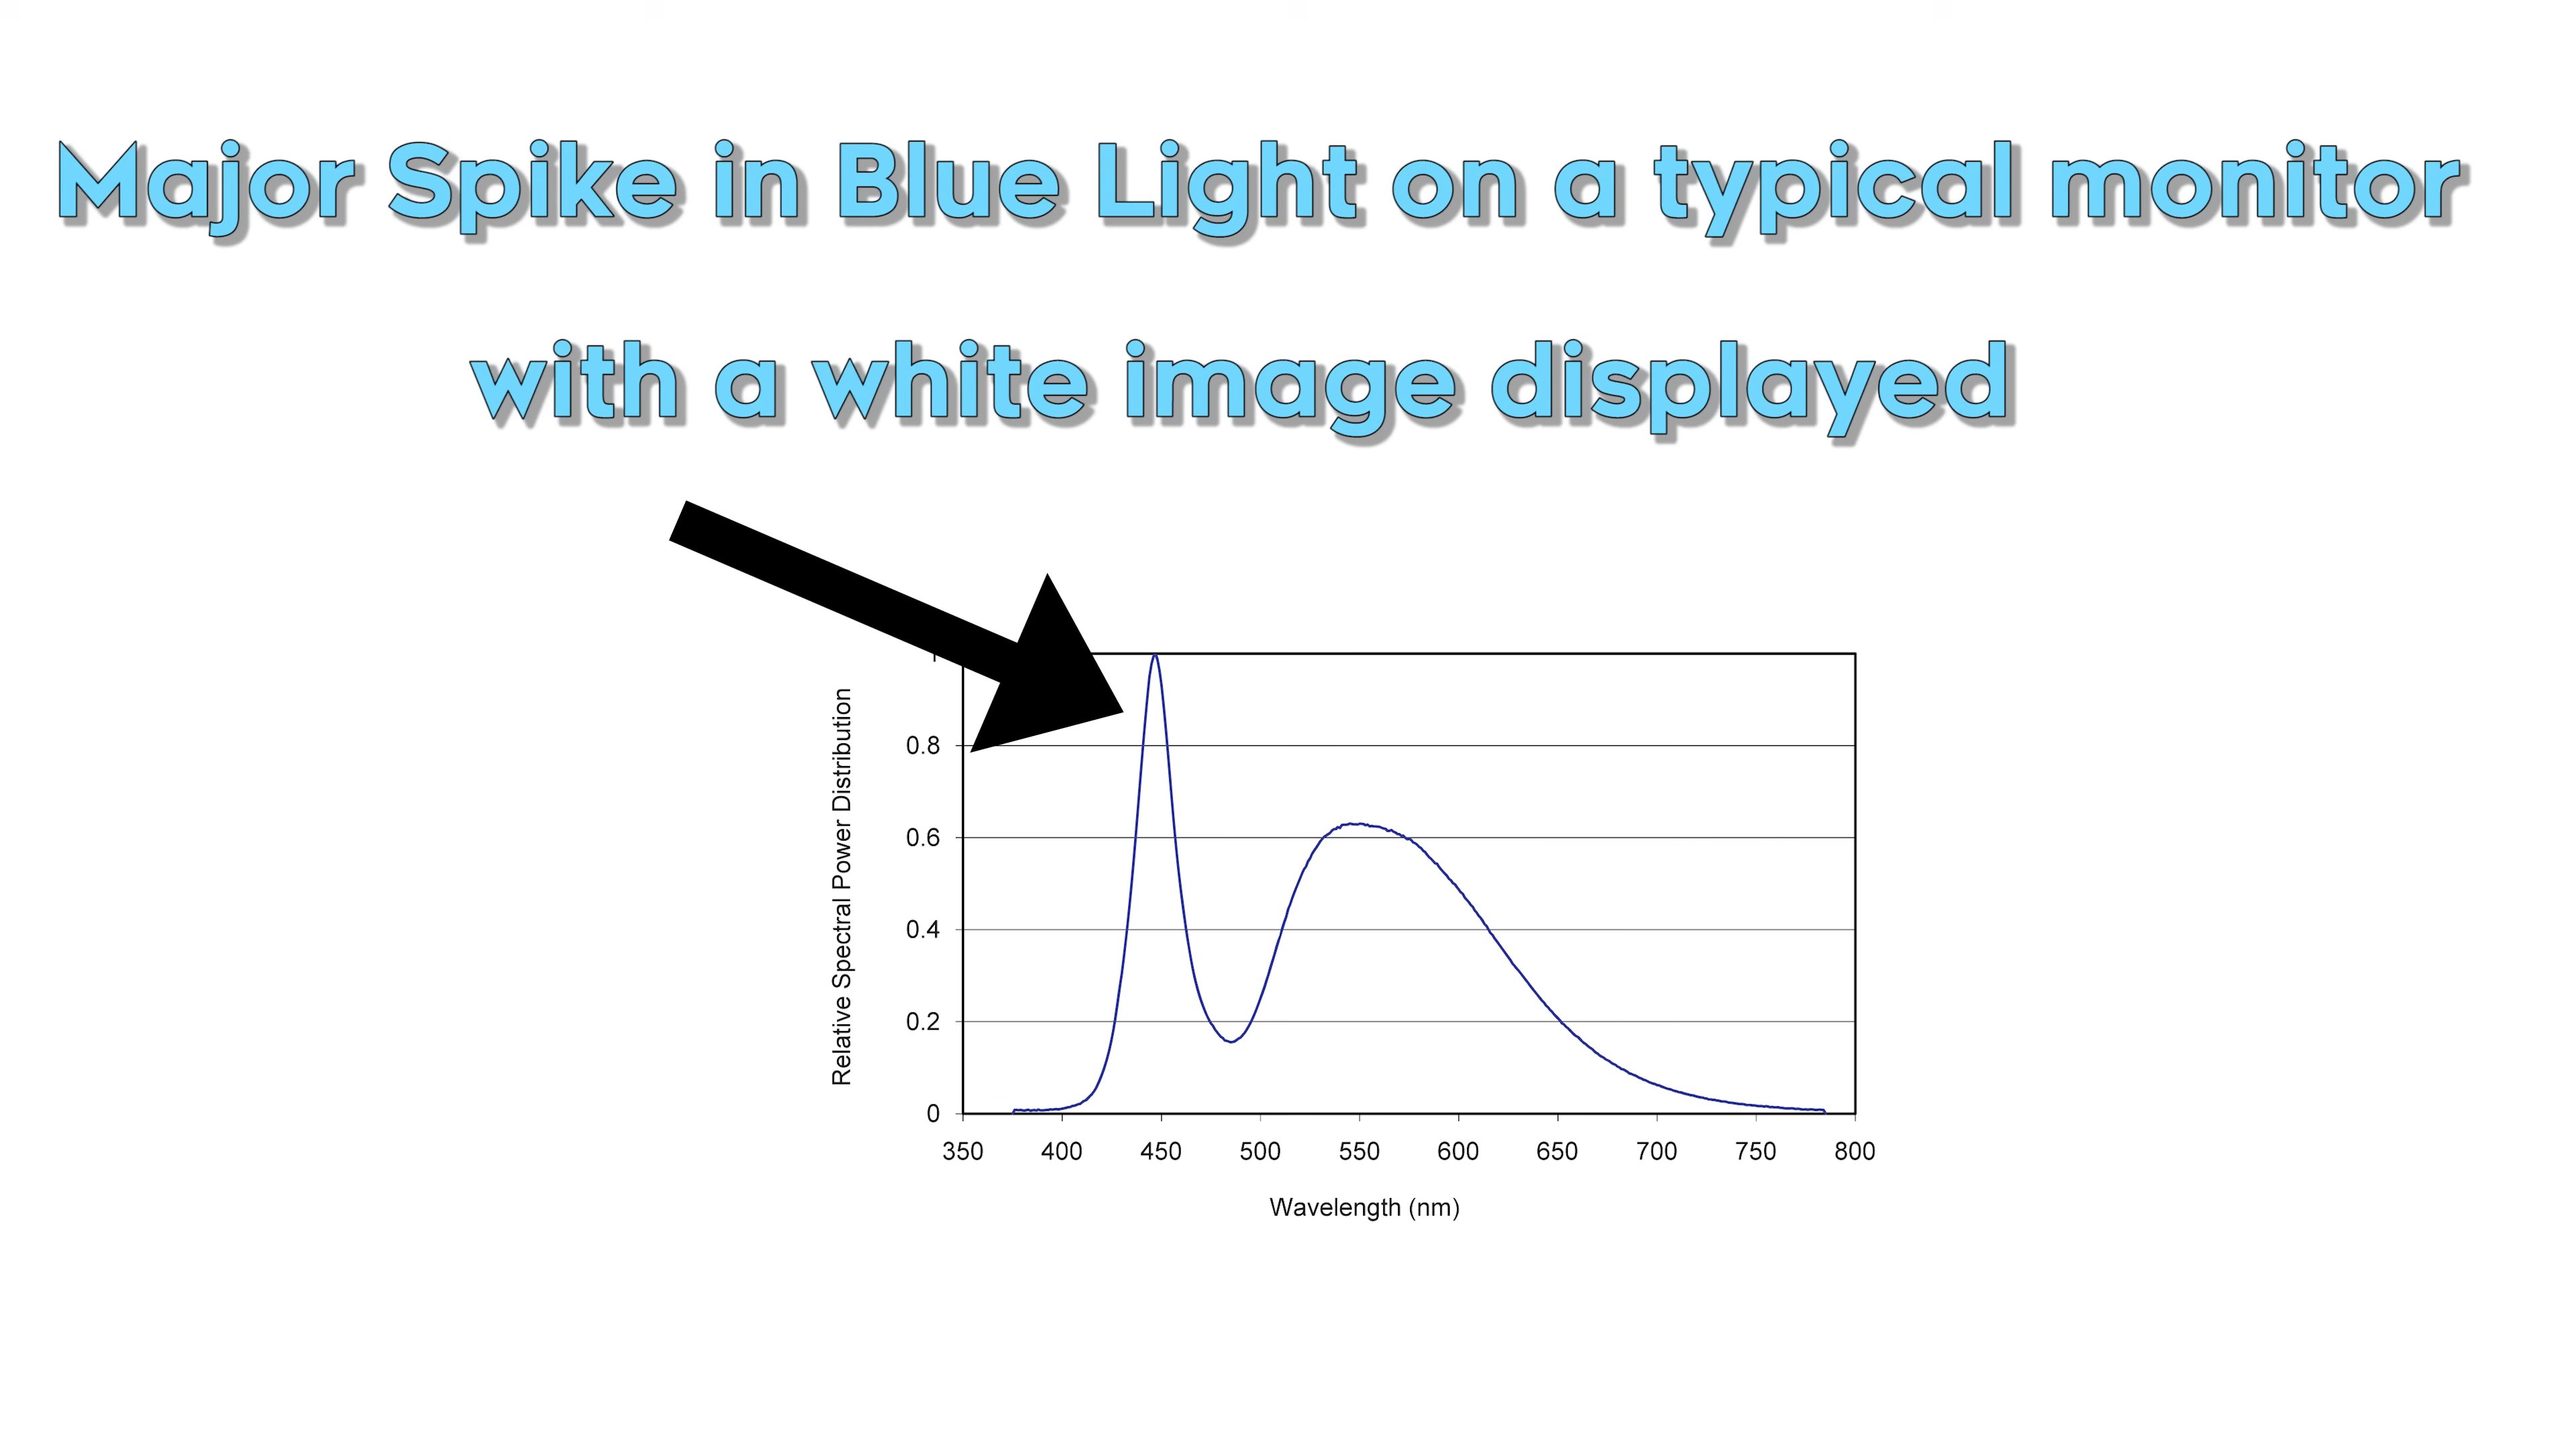 Major Spike in Blue Light on a typical monitor
with a white image displayed
Relative Spectral Power Distribution
0.8
0.6
0.4
0.2
0
350 400 450 500 550 600 650 700 750 800
Wavelength (nm)